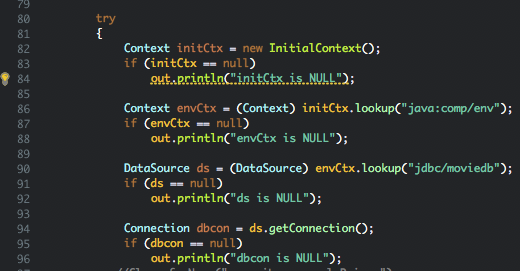 79
80 try
81 {
82 Context initCtx = new InitialContext();
83 if (initCtx == null)
84 out.println("initCtx is NULL");
85
86 Context envCtx = (Context) initCtx.lookup("java:comp/env");
87 if (envCtx == null)
88 out.println("envCtx is NULL");
89
90 DataSource ds = (DataSource) envCtx.lookup("jdbc/moviedb");
91 if (ds == null)
92 out.println("ds is NULL");
93
94 Connection dbcon = ds.getConnection();
95 if (dbcon == null)
96 out.println("dbcon is NULL");